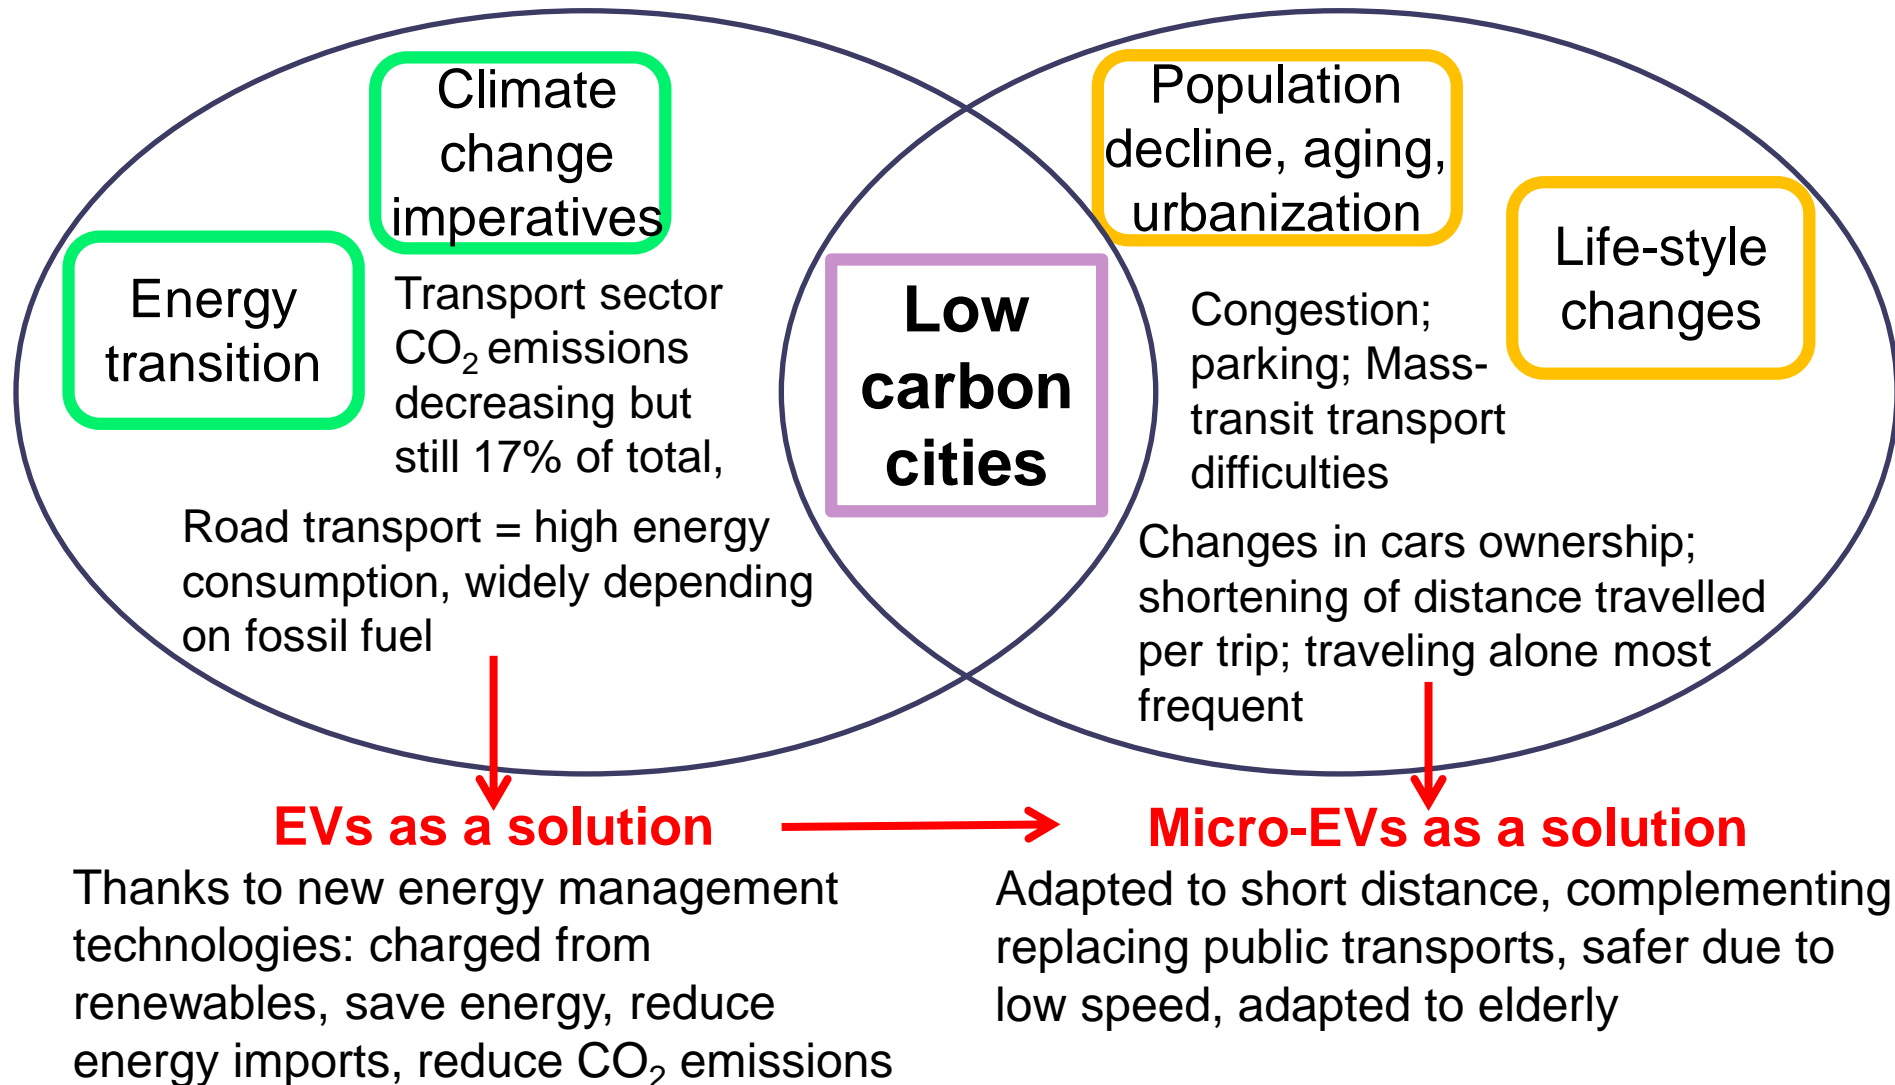 Climate
change
imperatives
Energy
transition
Transport sector
CO₂ emissions
decreasing but
still 17% of total,
Road transport = high energy
consumption, widely depending
on fossil fuel
Low
carbon
cities
Population
decline, aging,
urbanization
Life-style
changes
Congestion;
parking; Mass-
transit transport
difficulties
Changes in cars ownership;
shortening of distance travelled
per trip; traveling alone most
frequent
EVs as a solution
Thanks to new energy management
technologies: charged from
renewables, save energy, reduce
energy imports, reduce CO₂ emissions
Micro-EVs as a solution
Adapted to short distance, complementing
replacing public transports, safer due to
low speed, adapted to elderly